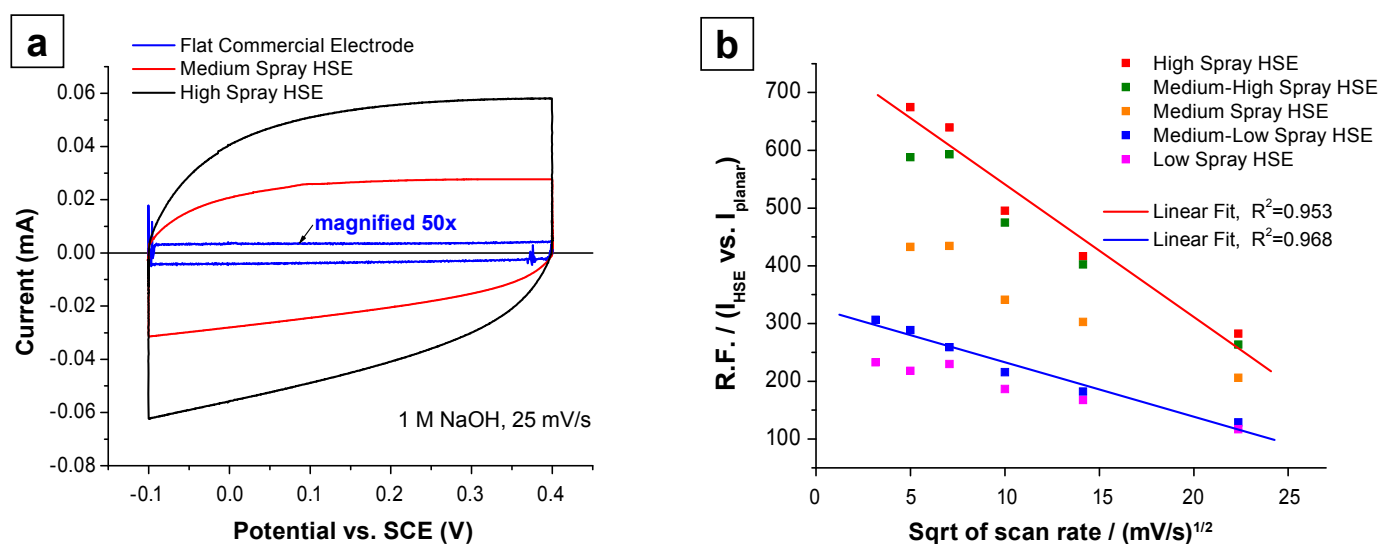 a
Flat Commercial Electrode
Medium Spray HSE
High Spray HSE
0.06
0.04
0.02
0.00
-0.02
-0.04
-0.06
-0.08
magnified 50x
1 M NaOH, 25 mV/s
-0.1
0.0
0.1
0.2
0.3
0.4
Current (mA)
Potential vs. SCE (V)
b
High Spray HSE
Medium-High Spray HSE
Medium Spray HSE
Medium-Low Spray HSE
Low Spray HSE
Linear Fit, R²=0.953
Linear Fit, R²=0.968
700
600
500
400
300
200
100
0
5
10
15
20
25
R.F. / (I_HSE vs. I_planar)
Sqrt of scan rate / (mV/s)^1/2